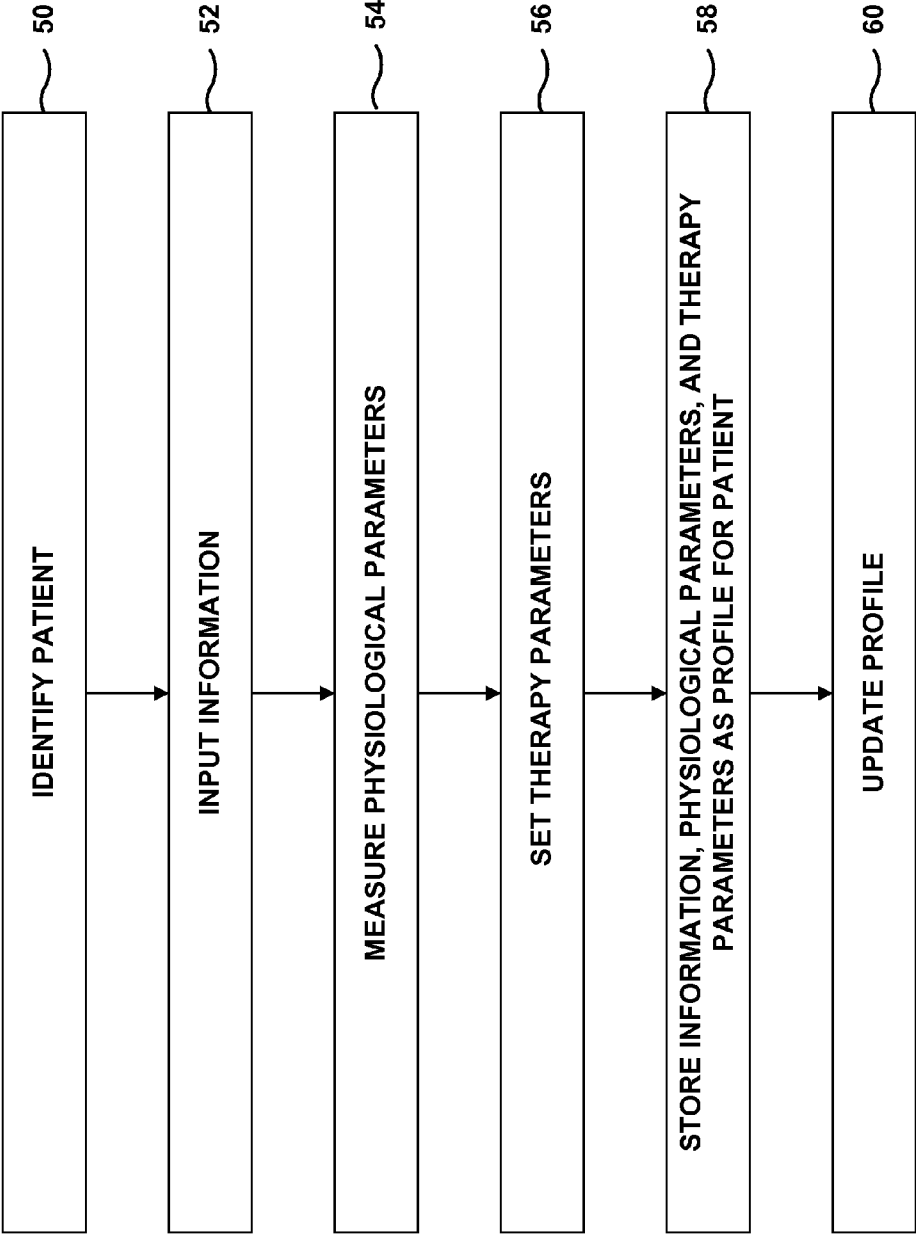 IDENTIFY PATIENT
50
INPUT INFORMATION
52
MEASURE PHYSIOLOGICAL PARAMETERS
54
SET THERAPY PARAMETERS
56
STORE INFORMATION, PHYSIOLOGICAL PARAMETERS, AND THERAPY
PARAMETERS AS PROFILE FOR PATIENT
58
UPDATE PROFILE
60